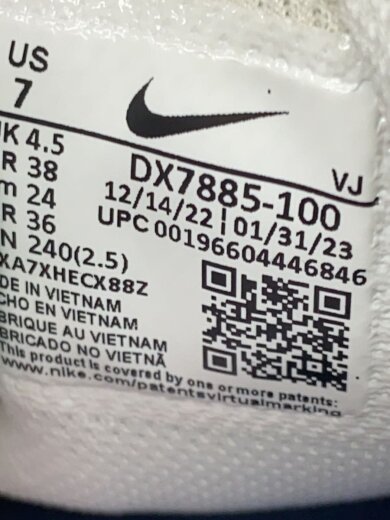 US
7
K 4.5
R 38
m 24
R 36
N 240(2.5)
XA7XHECX88Z
DX7885-100
VJ
12/14/22 | 01/31/23
UPC 00196604446846
DE IN VIETNAM
CHO EN VIETNAM
BRIQUE AU VIETNAM
BRICADO NO VIETNÃ
This product is covered by one or more patents:
www.nike.com/patentsvirtualmarking